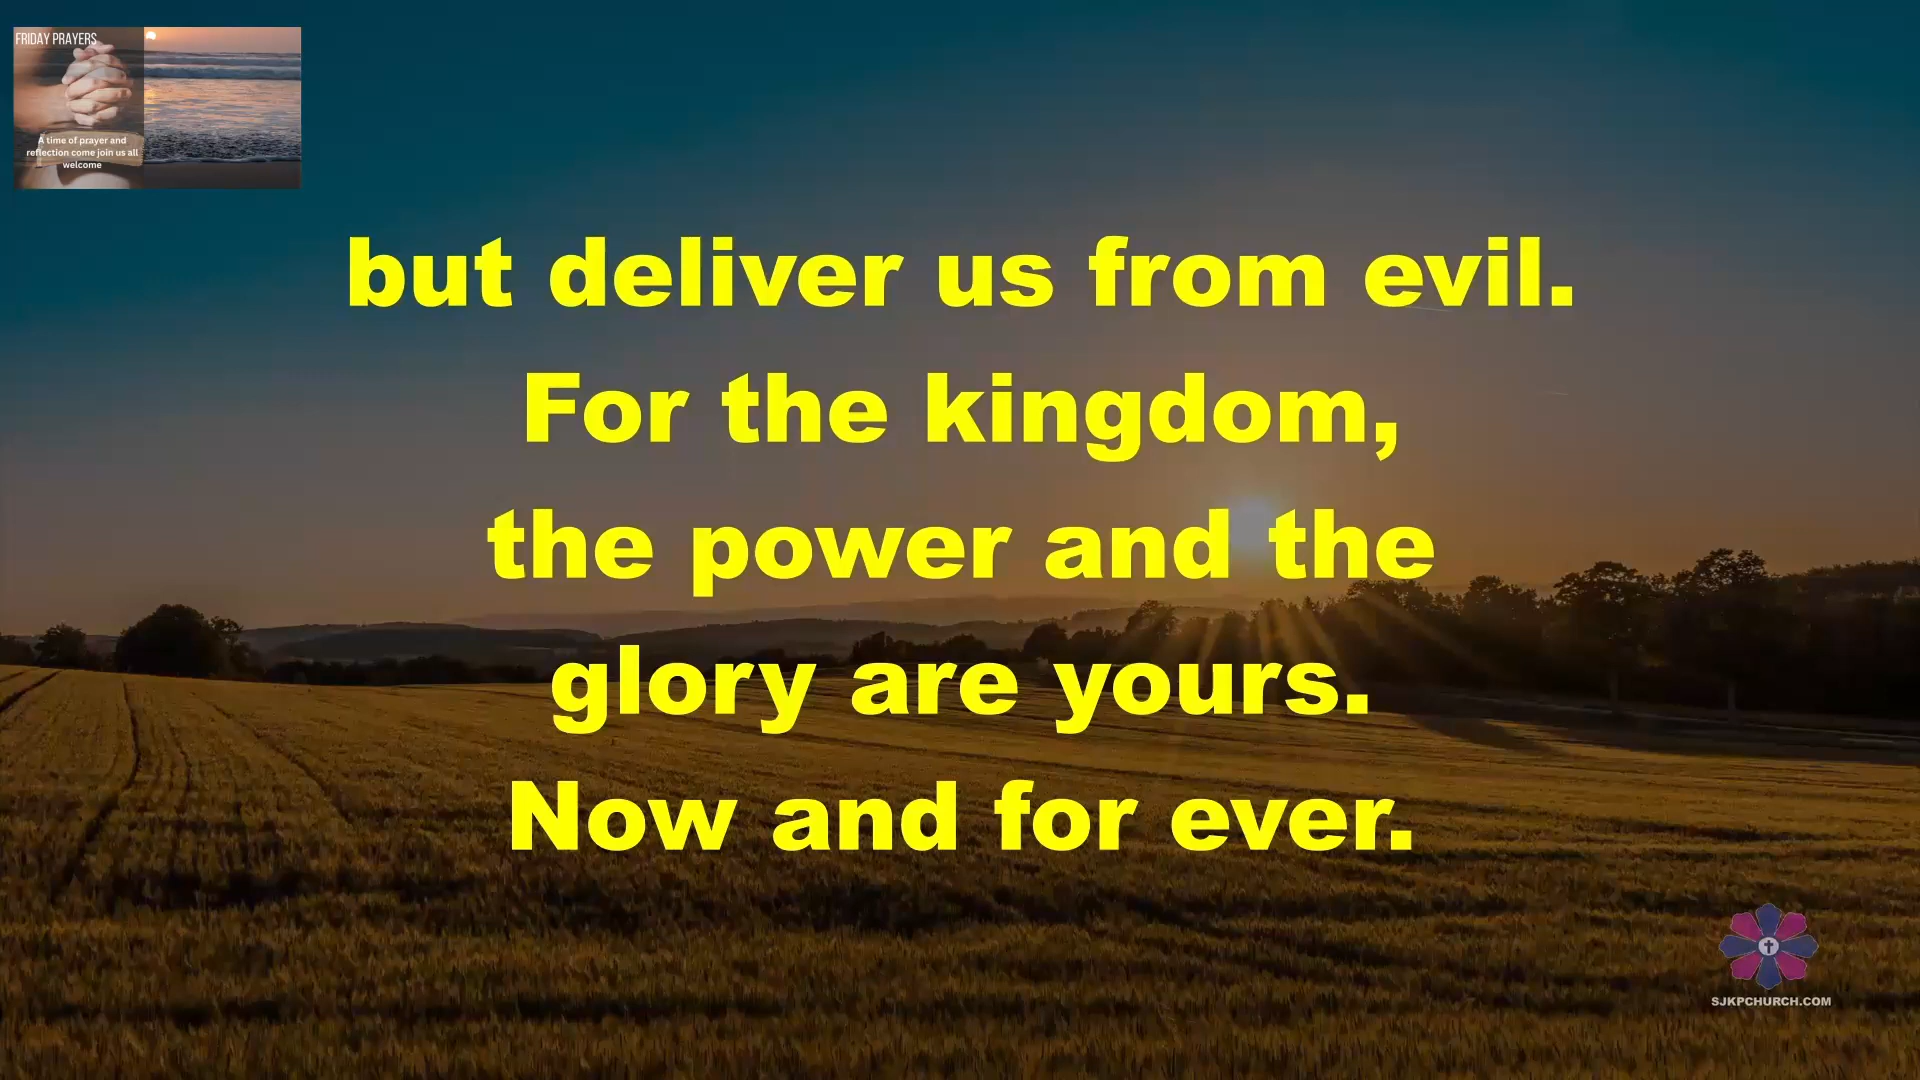 FRIDAY PRAYERS
A time of prayer and
reflection come join us all
welcome
but deliver us from evil.
For the kingdom,
the power and the
glory are yours.
Now and for ever.
SJKPCHURCH.COM